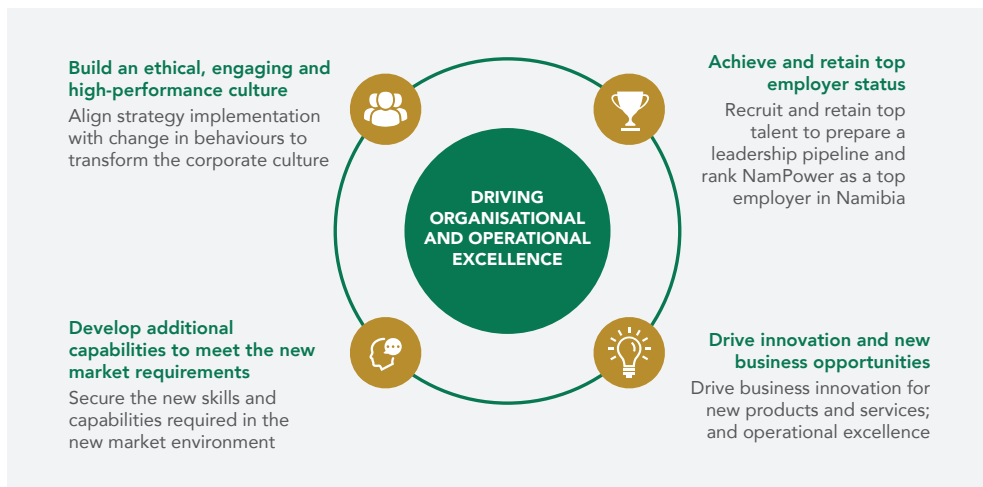 Build an ethical, engaging and
high-performance culture
Align strategy implementation
with change in behaviours to
transform the corporate culture
Achieve and retain top
employer status
Recruit and retain top
talent to prepare a
leadership pipeline and
rank NamPower as a top
employer in Namibia
DRIVING
ORGANISATIONAL
AND OPERATIONAL
EXCELLENCE
Develop additional
capabilities to meet the new
market requirements
Secure the new skills and
capabilities required in the
new market environment
Drive innovation and new
business opportunities
Drive business innovation for
new products and services;
and operational excellence